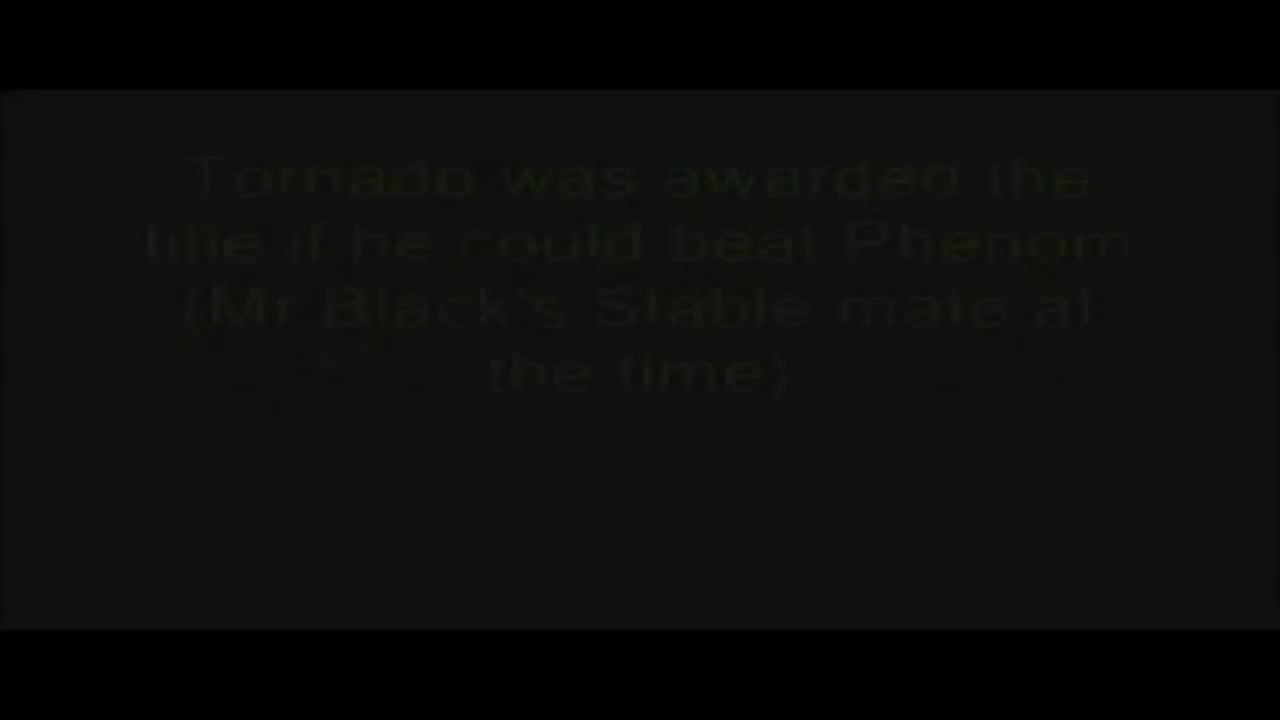 Tornado was awarded the
title if he could beat Phenom
(Mr Black's Stable mate at
the time)